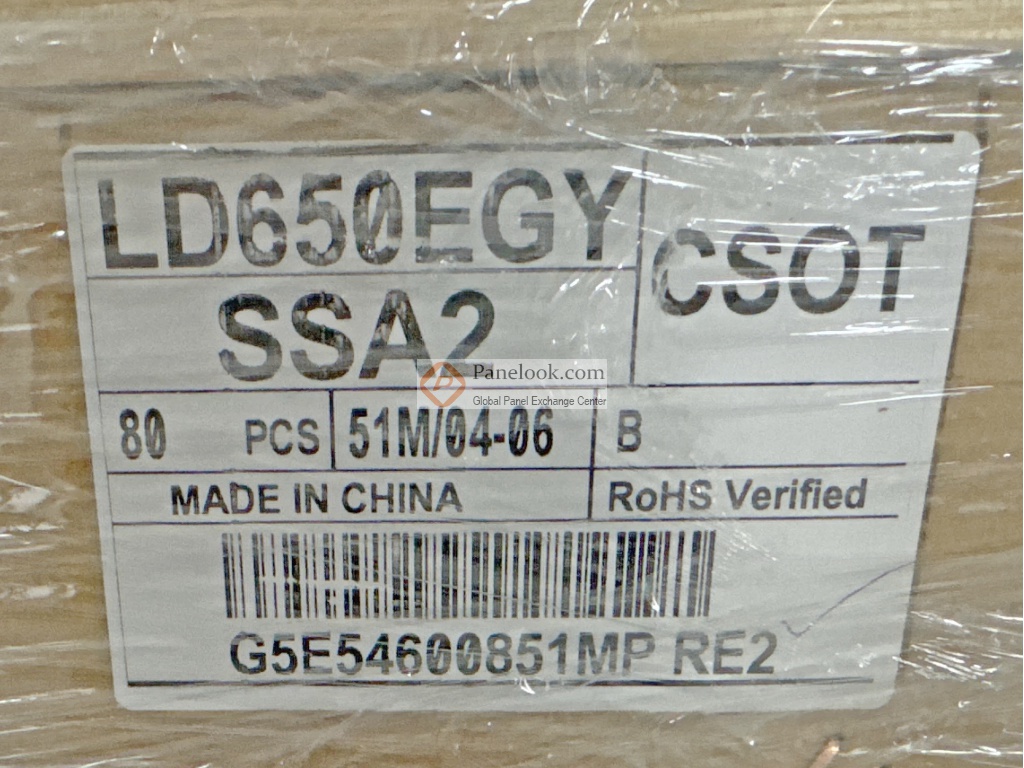 LD650EGY
CSOT
SSA2
Panelook.com
Global Panel Exchange Center
80 PCS 51M/04-06 B
MADE IN CHINA RoHS Verified
G5E54600851MP RE2